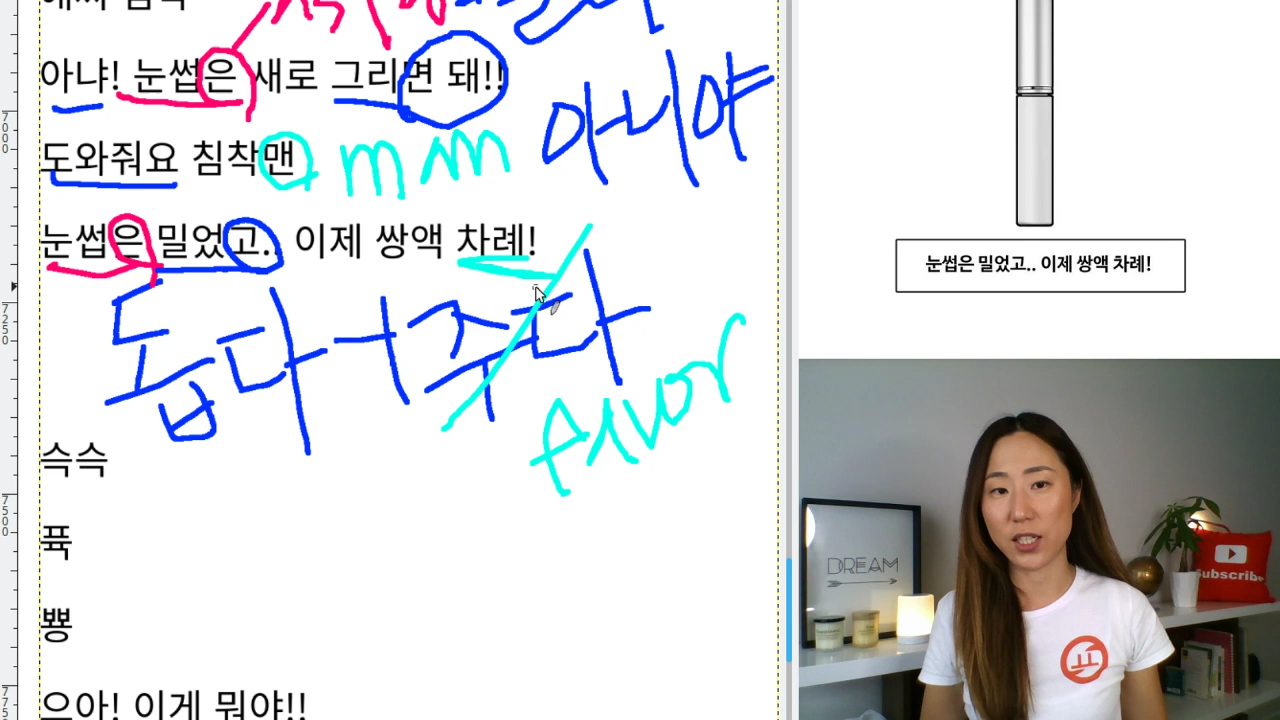 아냐! 눈썹은 새로 그리면 돼!!
아니야
도와줘요 침착맨
눈썹은 밀었고.. 이제 쌍액 차례!
돕다+주다
favor
슥슥
퓩
뿅
으아! 이게 뭐야!!
7000
7250
7500
눈썹은 밀었고.. 이제 쌍액 차례!
DREAM
Subscribe